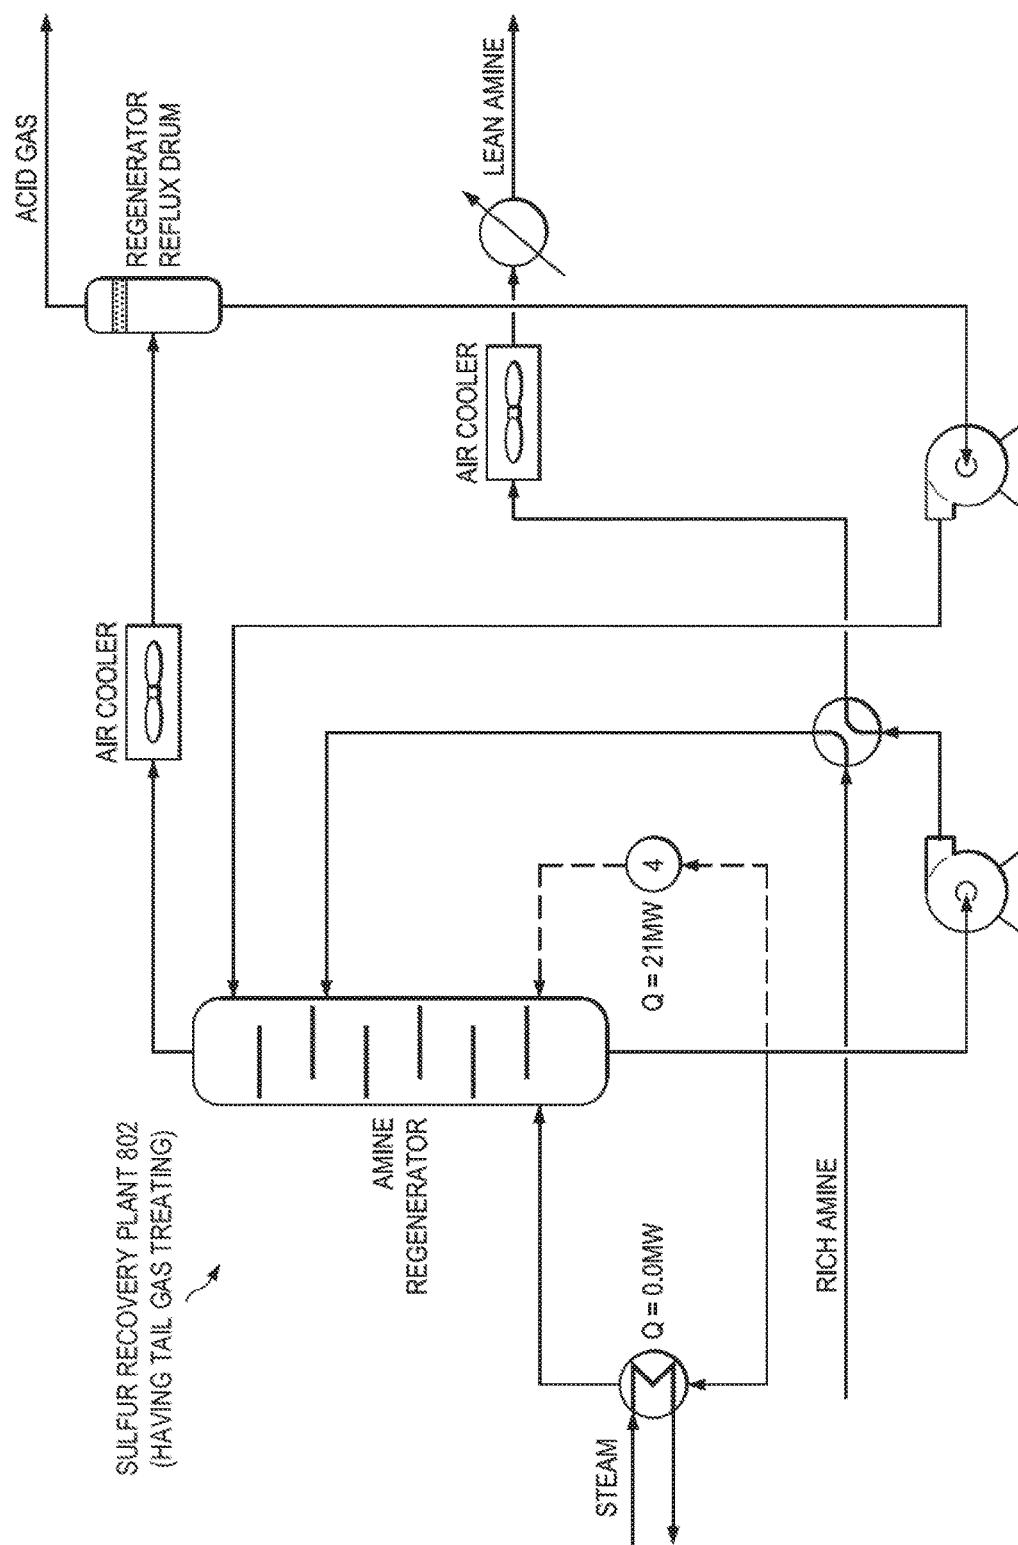 SULFUR RECOVERY PLANT 802
(HAVING TAIL GAS TREATING)
AIR COOLER
ACID GAS
REGENERATOR
REFLUX DRUM
AMINE
REGENERATOR
AIR COOLER
LEAN AMINE
STEAM
Q = 0.0MW
Q = 21MW
4
RICH AMINE